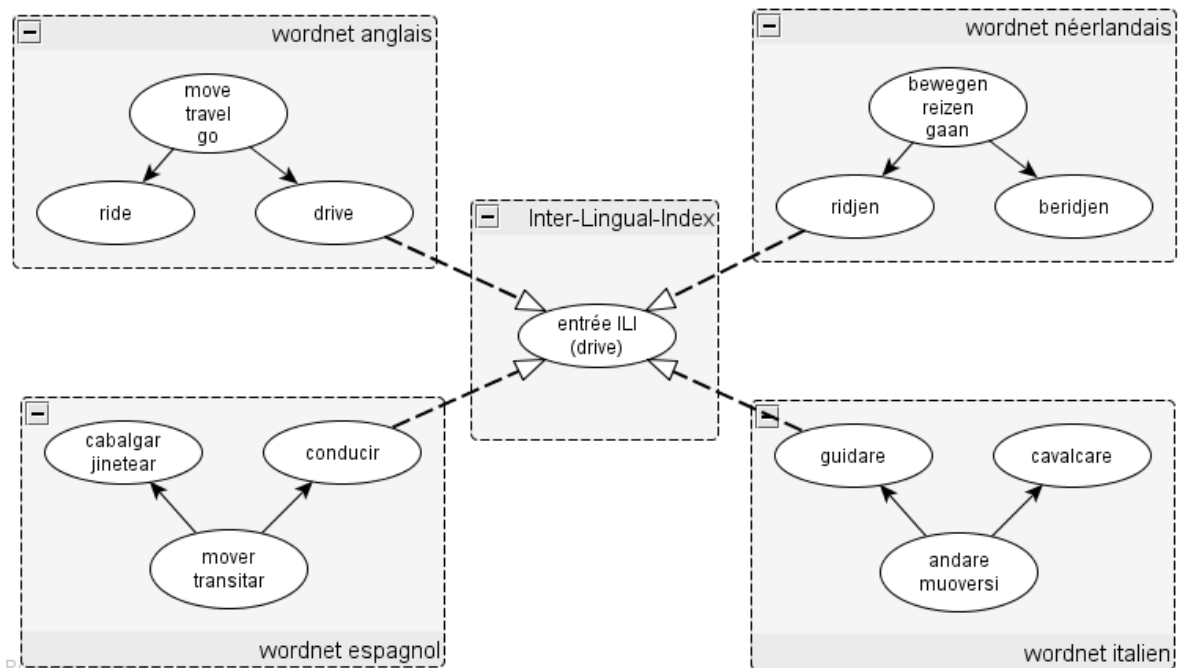 wordnet anglais
move
travel
go
ride
drive
wordnet néerlandais
bewegen
reizen
gaan
ridjen
beridjen
Inter-Lingual-Index
entrée ILI
(drive)
cabalgar
jinetear
conducir
mover
transitar
wordnet espagnol
guidare
cavalcare
andare
muoversi
wordnet italien